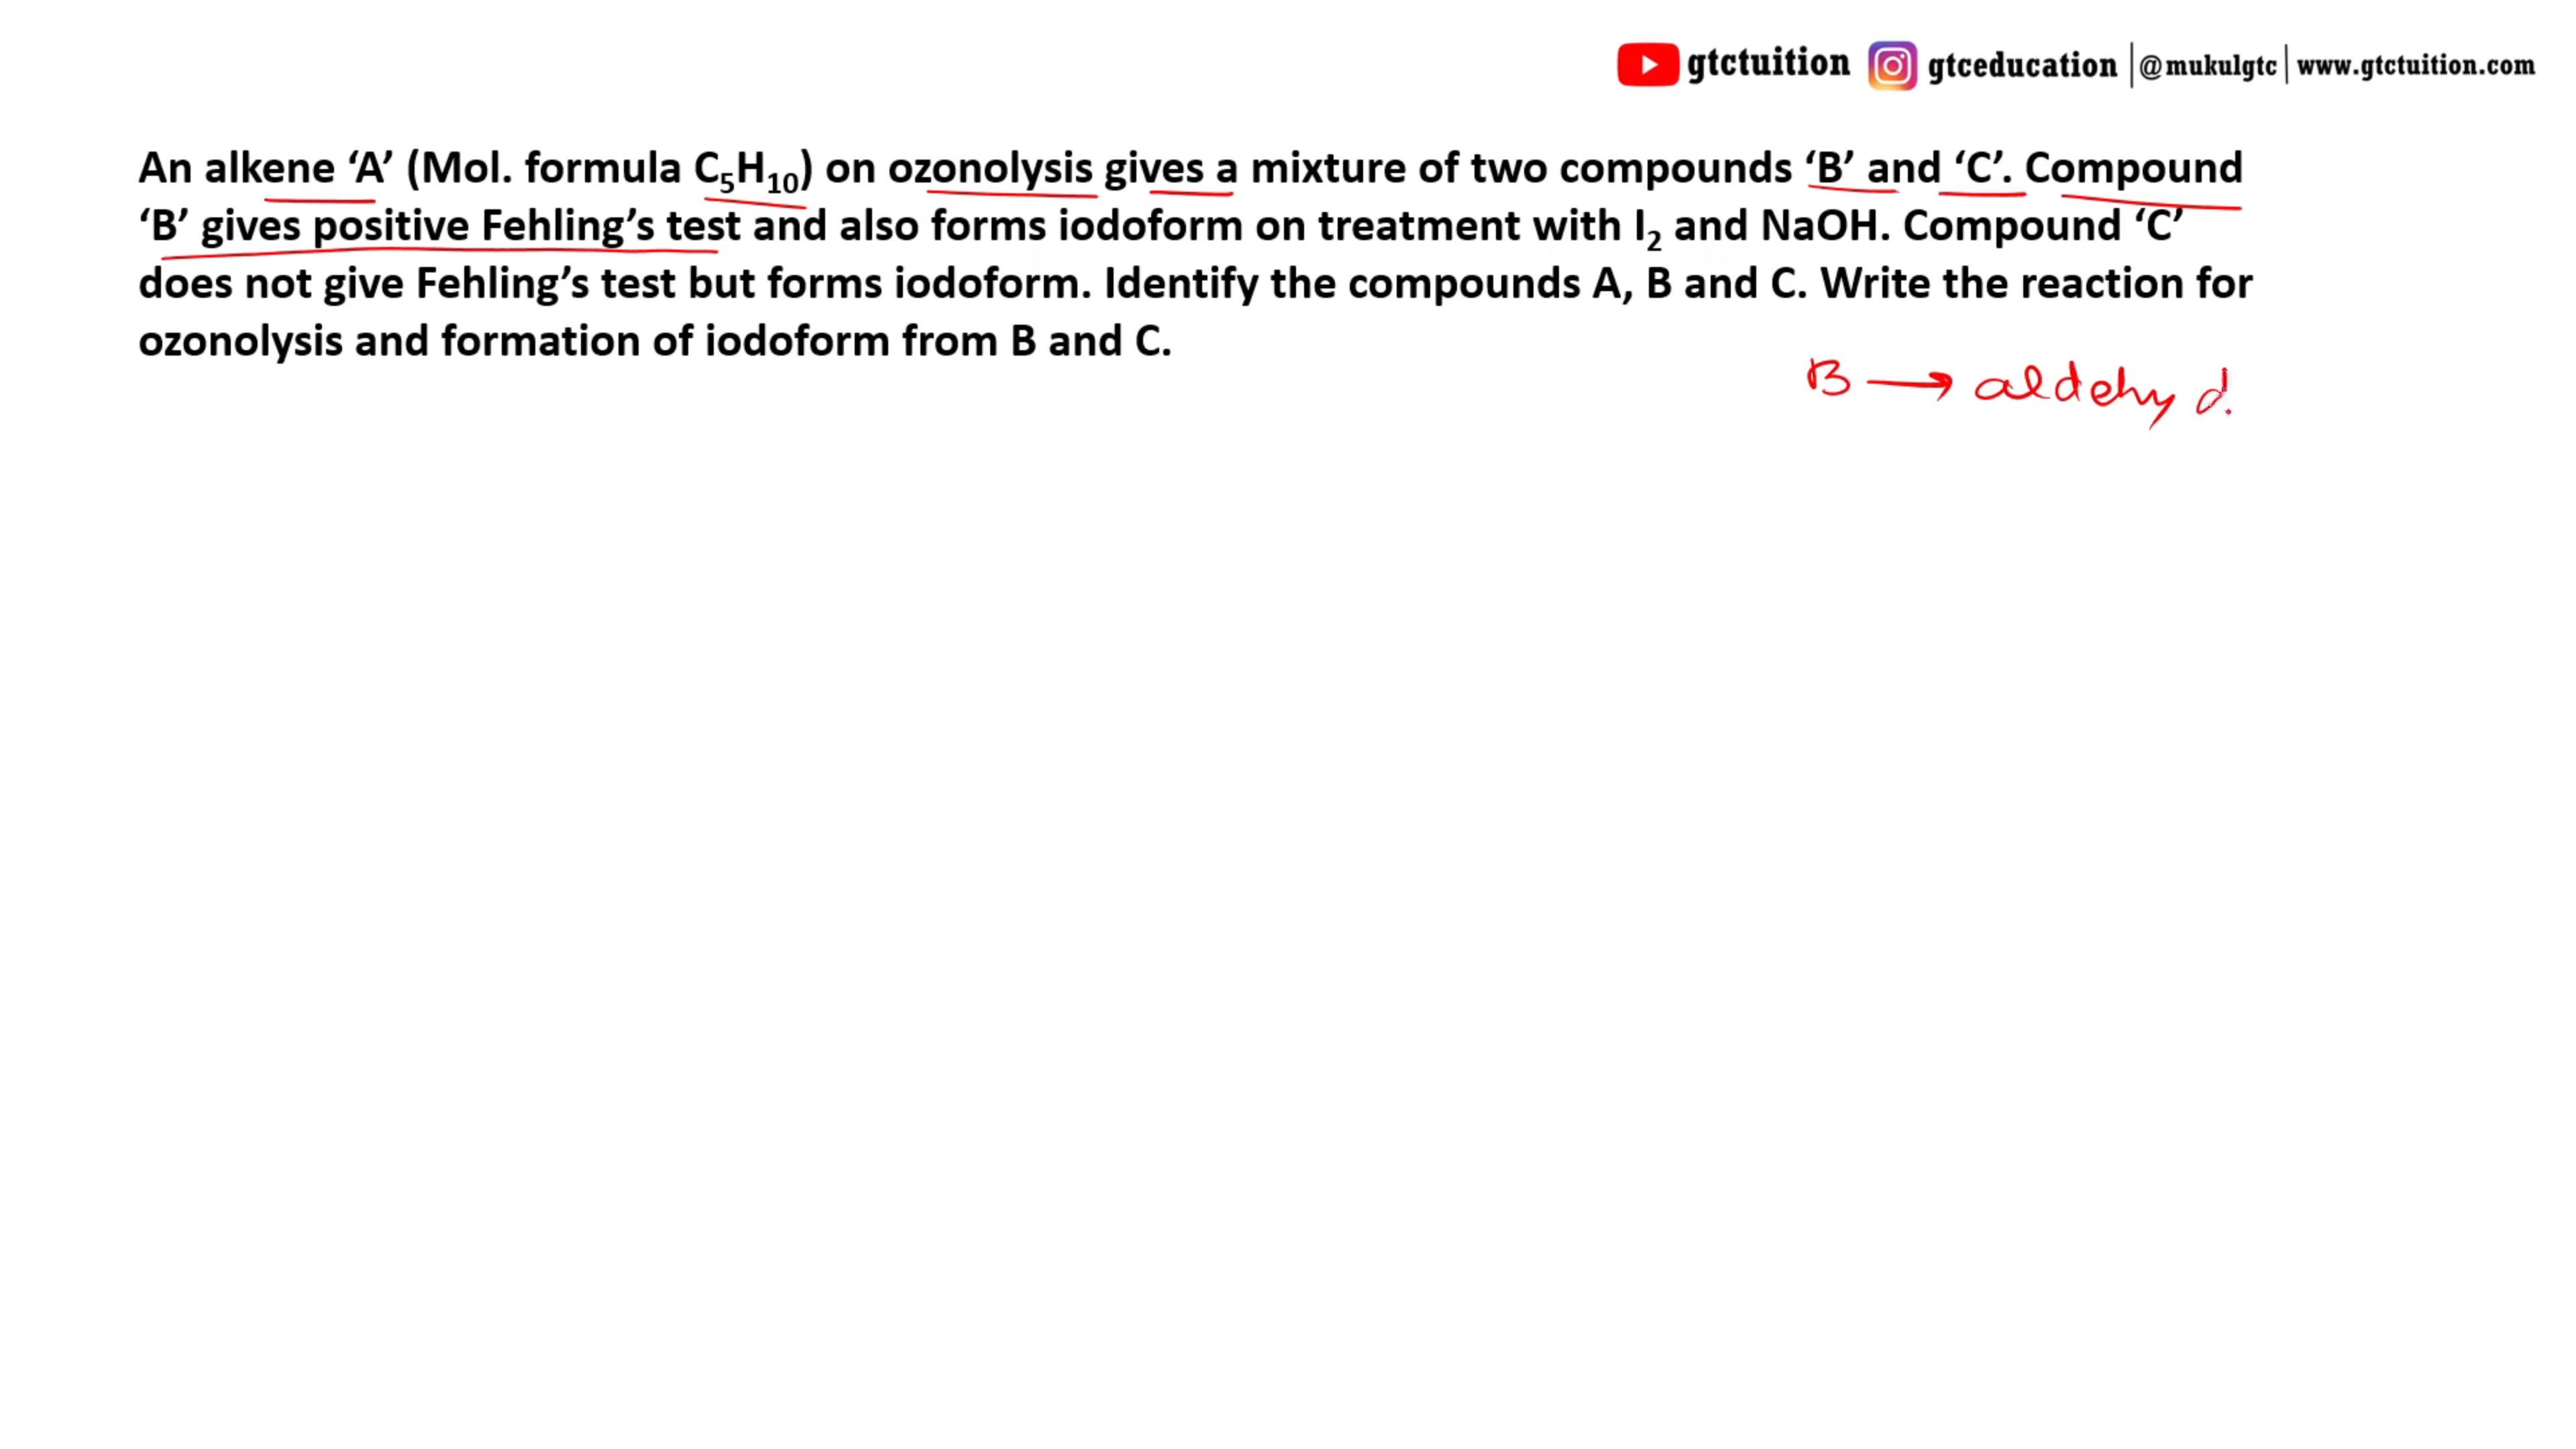 gtctuition gtceducation |@mukulgtc| www.gtctuition.com
An alkene ‘A’ (Mol. formula C₅H₁₀) on ozonolysis gives a mixture of two compounds ‘B’ and ‘C’. Compound
‘B’ gives positive Fehling’s test and also forms iodoform on treatment with I₂ and NaOH. Compound ‘C’
does not give Fehling’s test but forms iodoform. Identify the compounds A, B and C. Write the reaction for
ozonolysis and formation of iodoform from B and C.
B → aldehyd